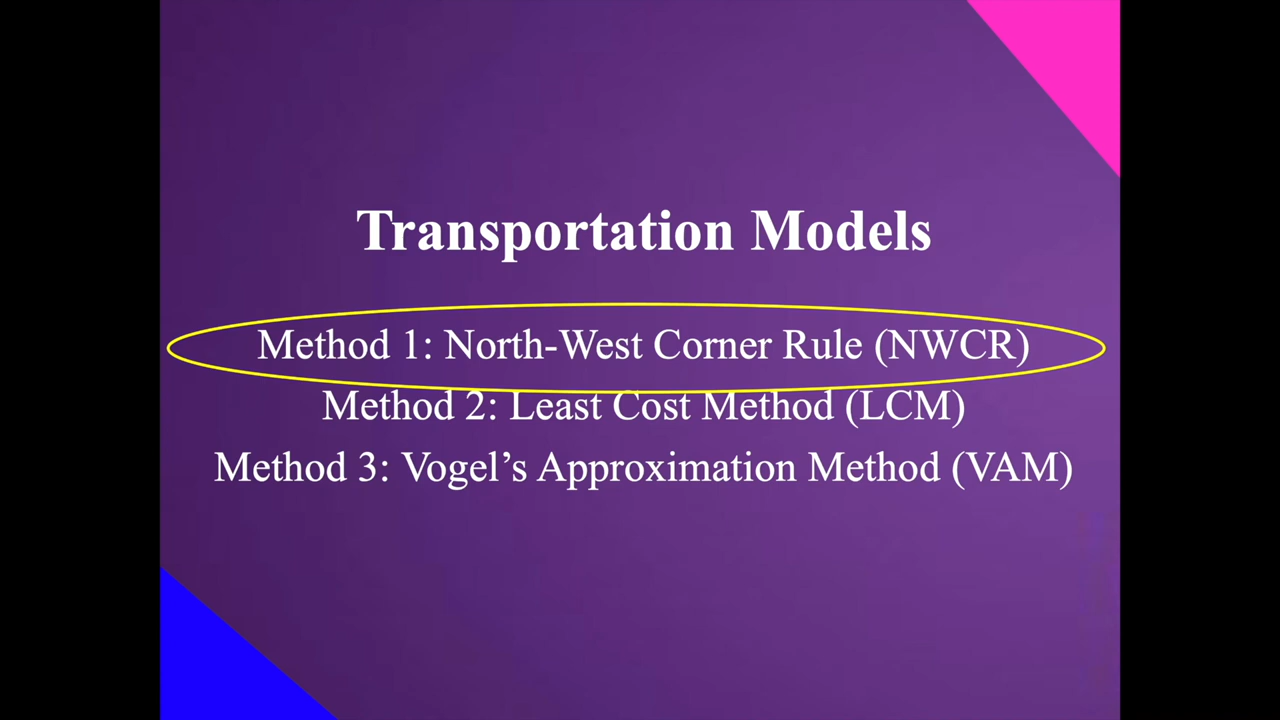 Transportation Models
Method 1: North-West Corner Rule (NWCR)
Method 2: Least Cost Method (LCM)
Method 3: Vogel’s Approximation Method (VAM)